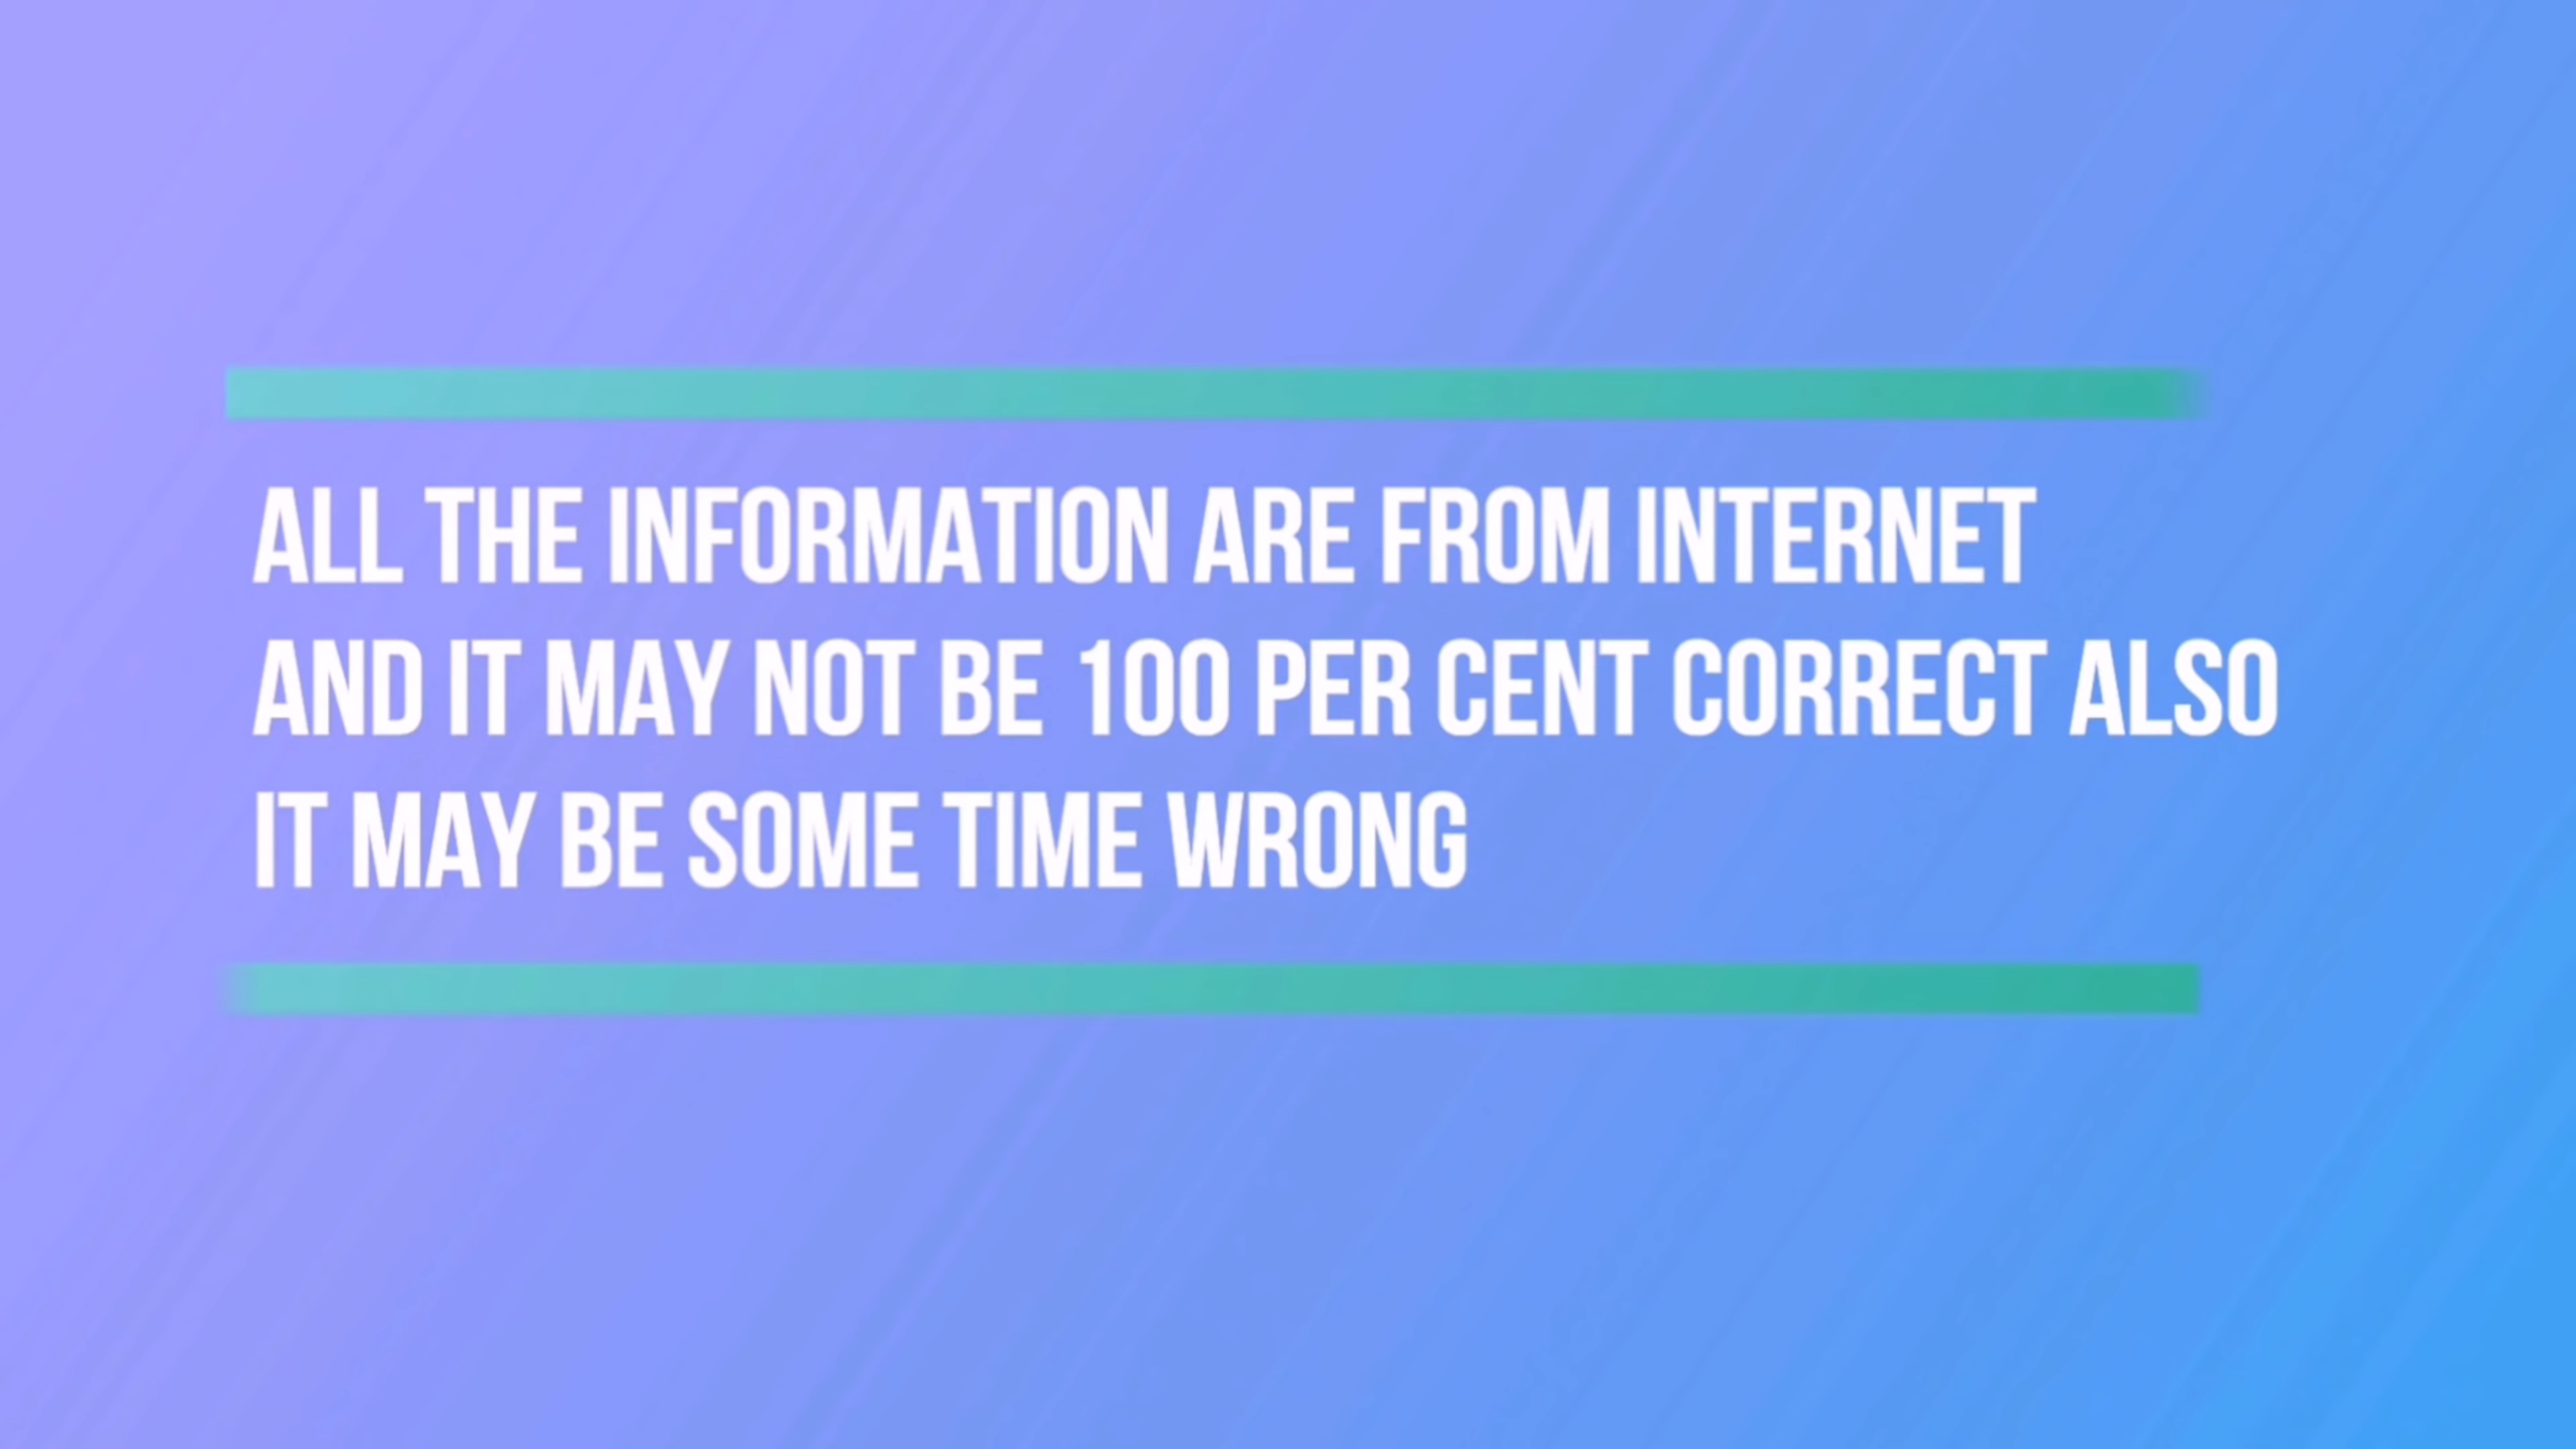 ALL THE INFORMATION ARE FROM INTERNET
AND IT MAY NOT BE 100 PER CENT CORRECT ALSO
IT MAY BE SOME TIME WRONG